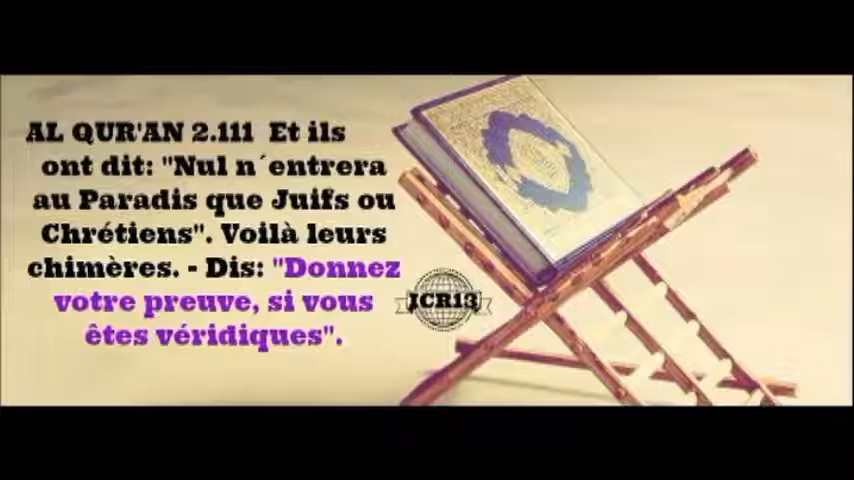 AL QUR'AN 2.111 Et ils
ont dit: "Nul n´entrera
au Paradis que Juifs ou
Chrétiens". Voilà leurs
chimères. - Dis: "Donnez
votre preuve, si vous
êtes véridiques".
JCR13